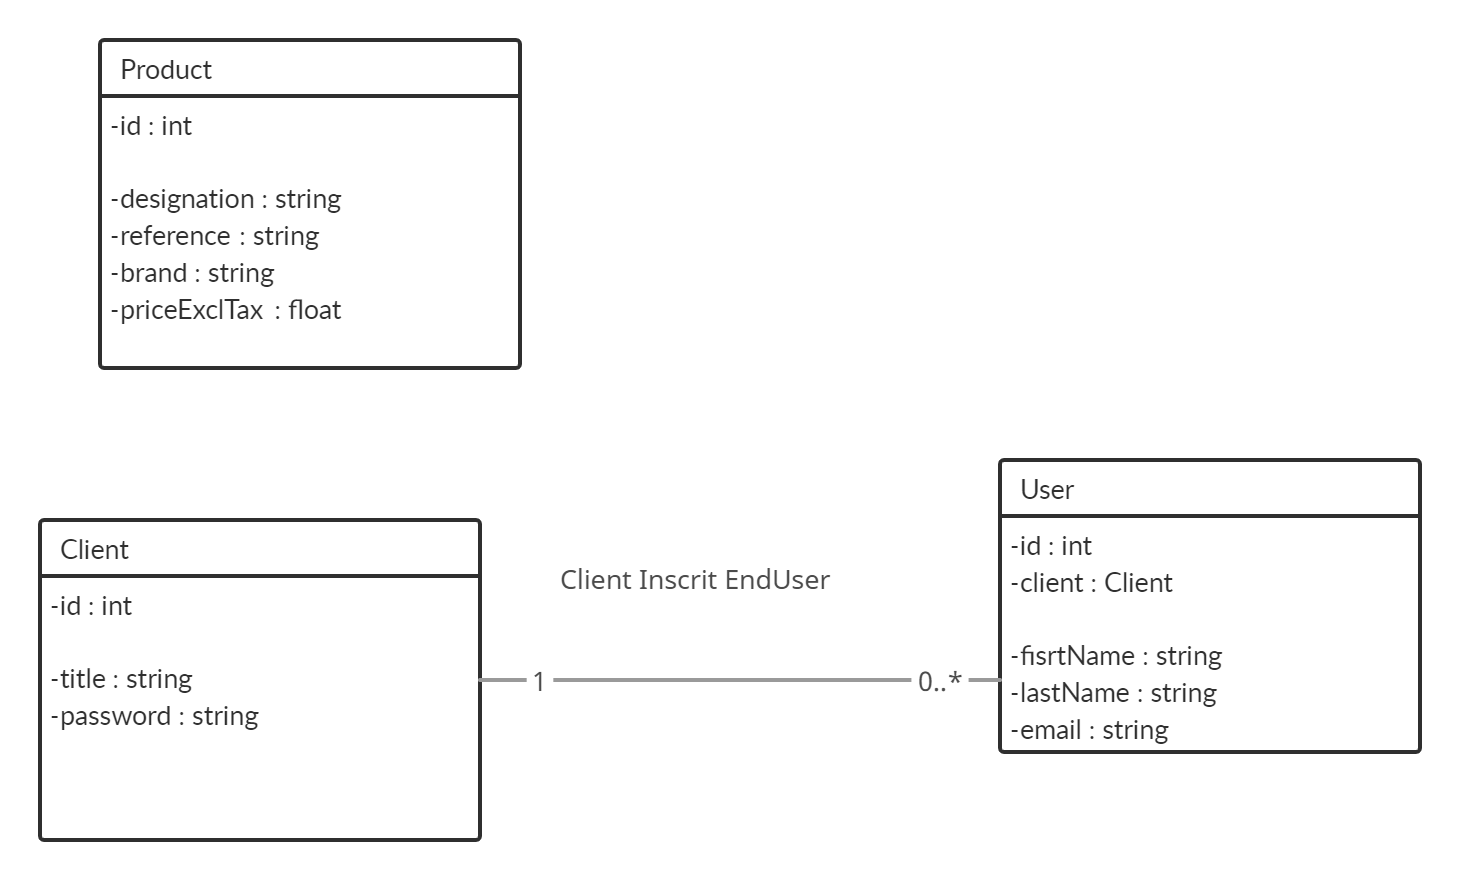 Product
-id : int
-designation : string
-reference : string
-brand : string
-priceExclTax : float
Client
-id : int
-title : string
-password : string
Client Inscrit EndUser
1
0..*
User
-id : int
-client : Client
-fisrtName : string
-lastName : string
-email : string